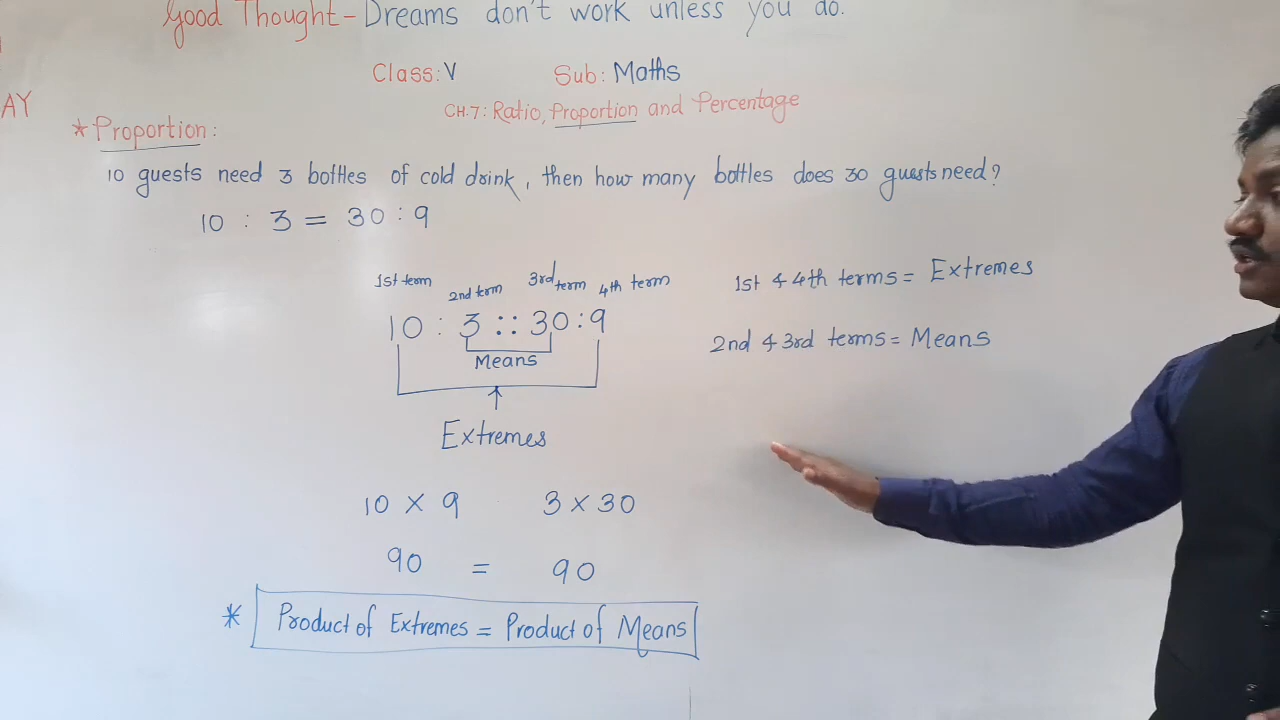 Good Thought - Dreams don't work unless you do.
Class: V Sub: Maths
AY
CH.7: Ratio, Proportion and Percentage
* Proportion:
10 guests need 3 bottles of cold drink, then how many bottles does 30 guests need?
10 : 3 = 30 : 9
1st term 2nd term 3rd term 4th term
1st & 4th terms = Extremes
10 : 3 :: 30 : 9
2nd & 3rd terms = Means
Means
Extremes
10 × 9 3 × 30
90 = 90
* Product of Extremes = Product of Means